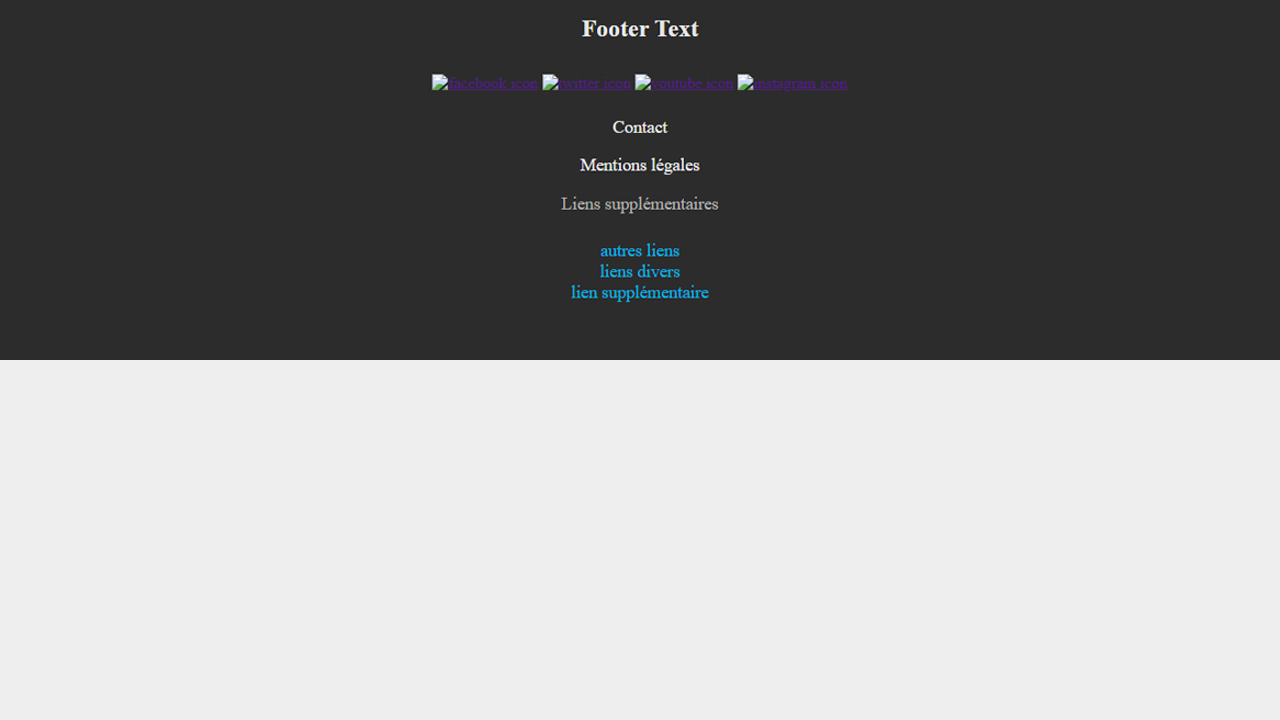 Footer Text
facebook icon twitter icon youtube icon instagram icon
Contact
Mentions légales
Liens supplémentaires
autres liens
liens divers
lien supplémentaire